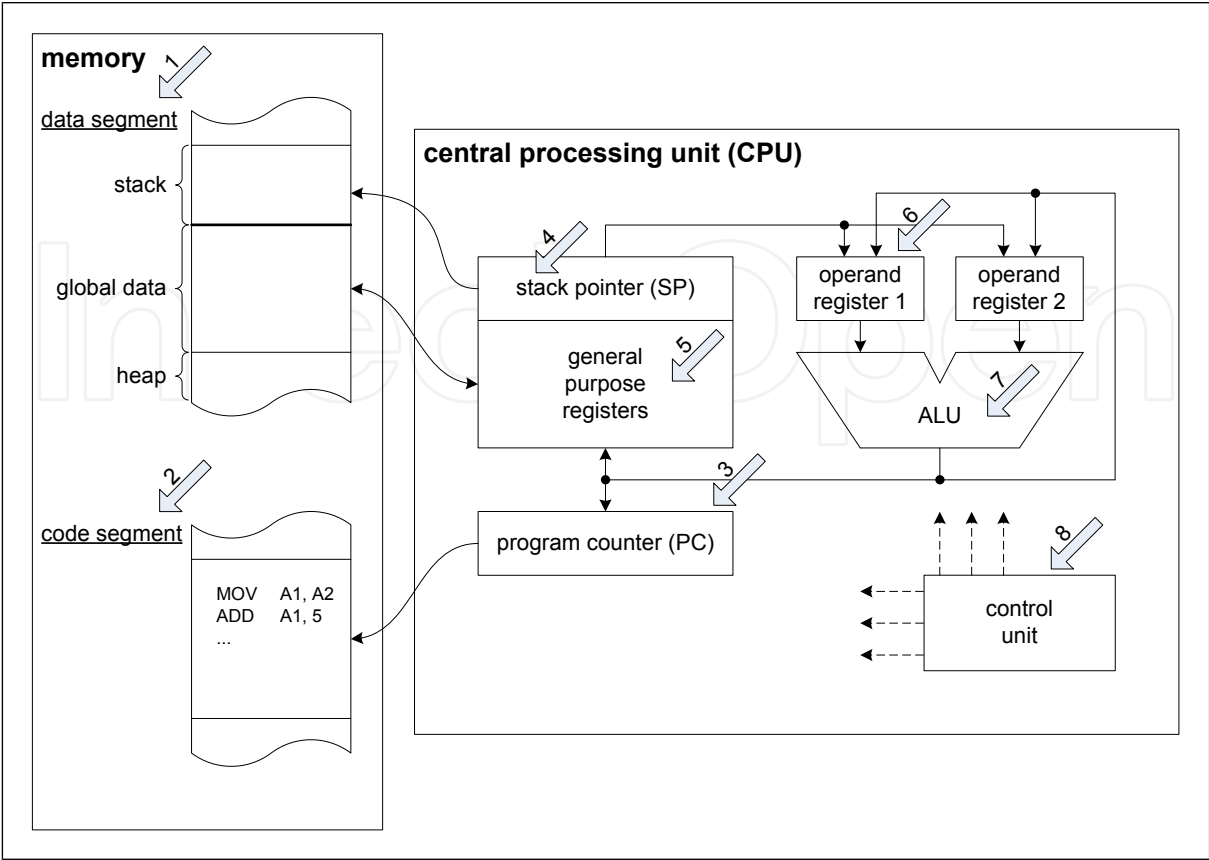 memory
1
data segment
stack
global data
heap
2
code segment
MOV A1, A2
ADD A1, 5
...
central processing unit (CPU)
4
stack pointer (SP)
5
general
purpose
registers
3
program counter (PC)
6
operand
register 1
operand
register 2
7
ALU
8
control
unit
InTechOpen